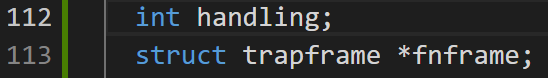 112 int handling;
113 struct trapframe *fnframe;